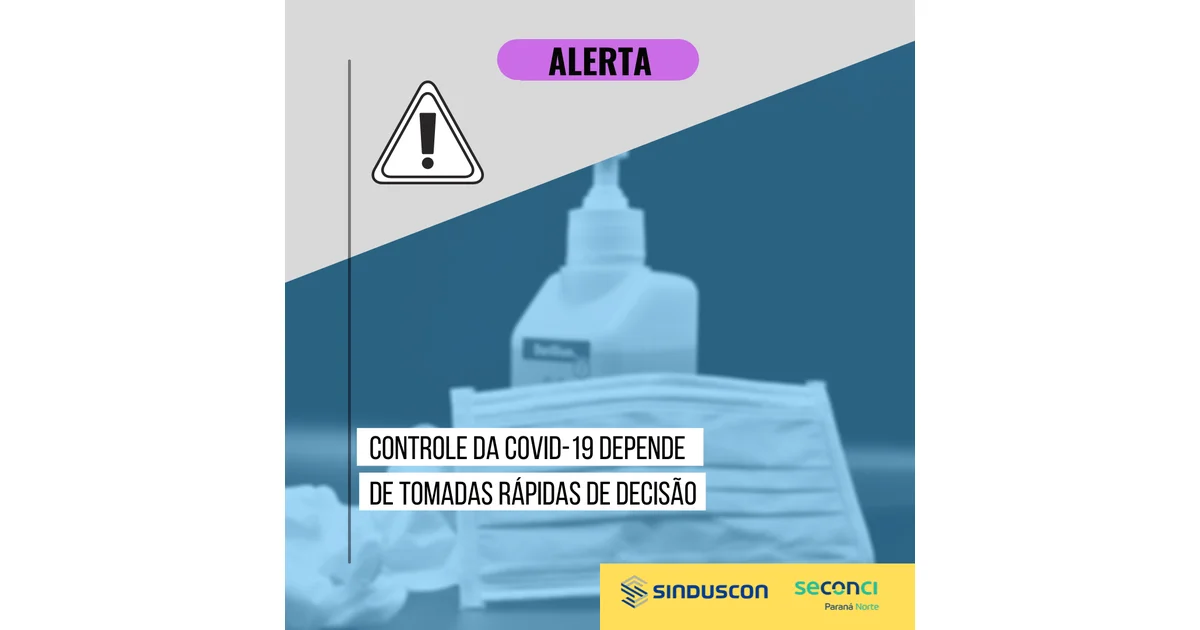 ALERTA
CONTROLE DA COVID-19 DEPENDE
DE TOMADAS RÁPIDAS DE DECISÃO
SINDUSCON
seconci
Paraná Norte